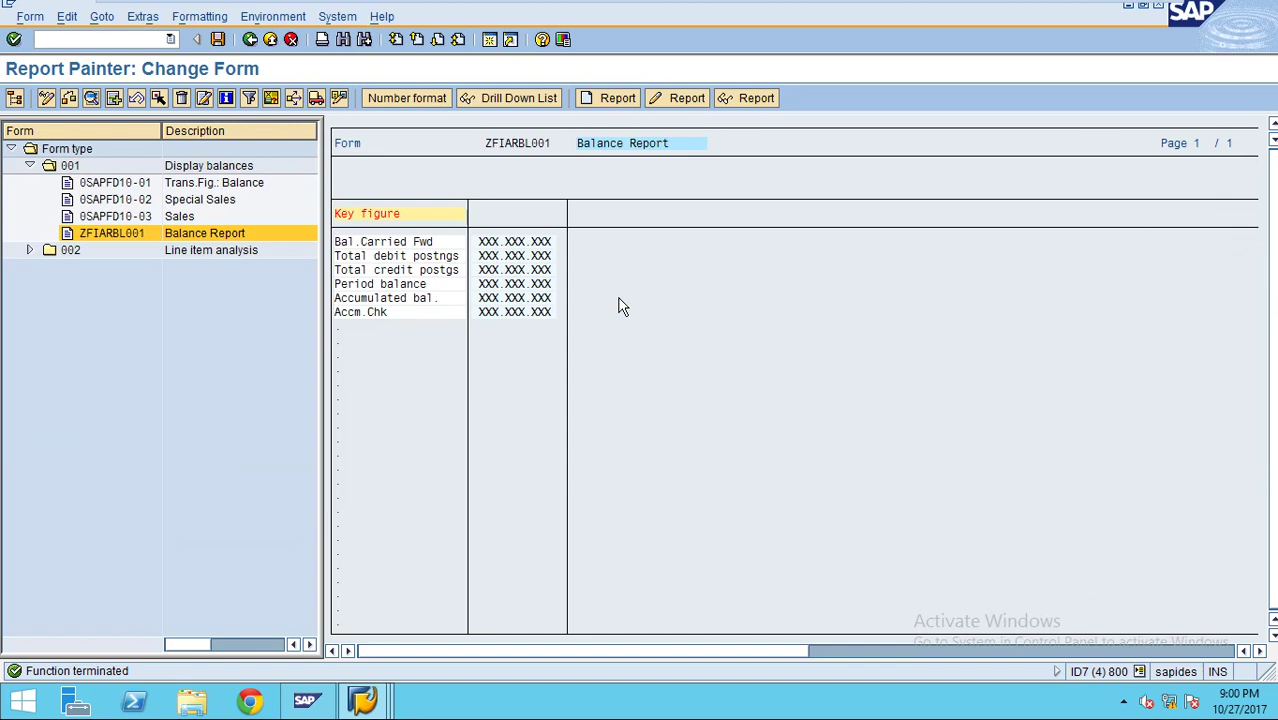 Form Edit Goto Extras Formatting Environment System Help
SAP
Report Painter: Change Form
Number format Drill Down List Report Report Report
Form Description
Form type
001 Display balances
0SAPFD10-01 Trans.Fig.: Balance
0SAPFD10-02 Special Sales
0SAPFD10-03 Sales
ZFIARBL001 Balance Report
002 Line item analysis
Form ZFIARBL001 Balance Report Page 1 / 1
Key figure
Bal.Carried Fwd XXX.XXX.XXX
Total debit postngs XXX.XXX.XXX
Total credit postgs XXX.XXX.XXX
Period balance XXX.XXX.XXX
Accumulated bal. XXX.XXX.XXX
Accm.Chk XXX.XXX.XXX
Activate Windows
Go to System in Control Panel to activate Windows.
Function terminated
ID7 (4) 800 sapides INS
SAP
9:00 PM
10/27/2017